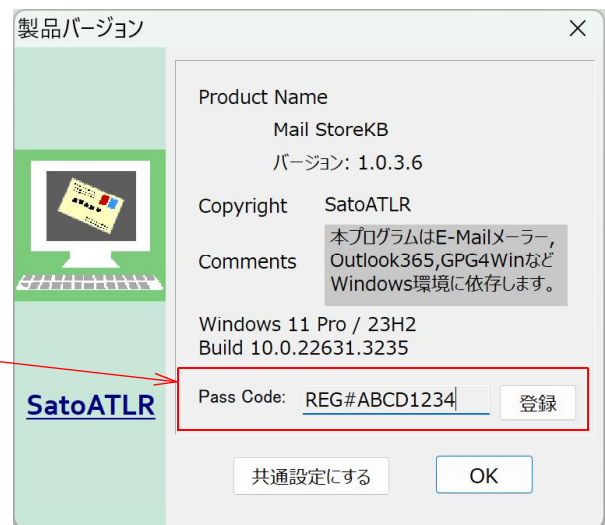 製品バージョン
Product Name
Mail StoreKB
バージョン: 1.0.3.6
Copyright SatoATLR
Comments
本プログラムはE-Mailメーラー,
Outlook365,GPG4Winなど
Windows環境に依存します。
Windows 11 Pro / 23H2
Build 10.0.22631.3235
Pass Code: REG#ABCD1234 登録
SatoATLR
共通設定にする OK